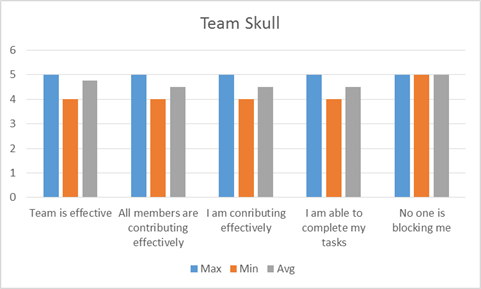 Team Skull
6
5
4
3
2
1
0
Team is effective
All members are
contributing
effectively
I am conributing
effectively
I am able to
complete my
tasks
No one is
blocking me
Max Min Avg